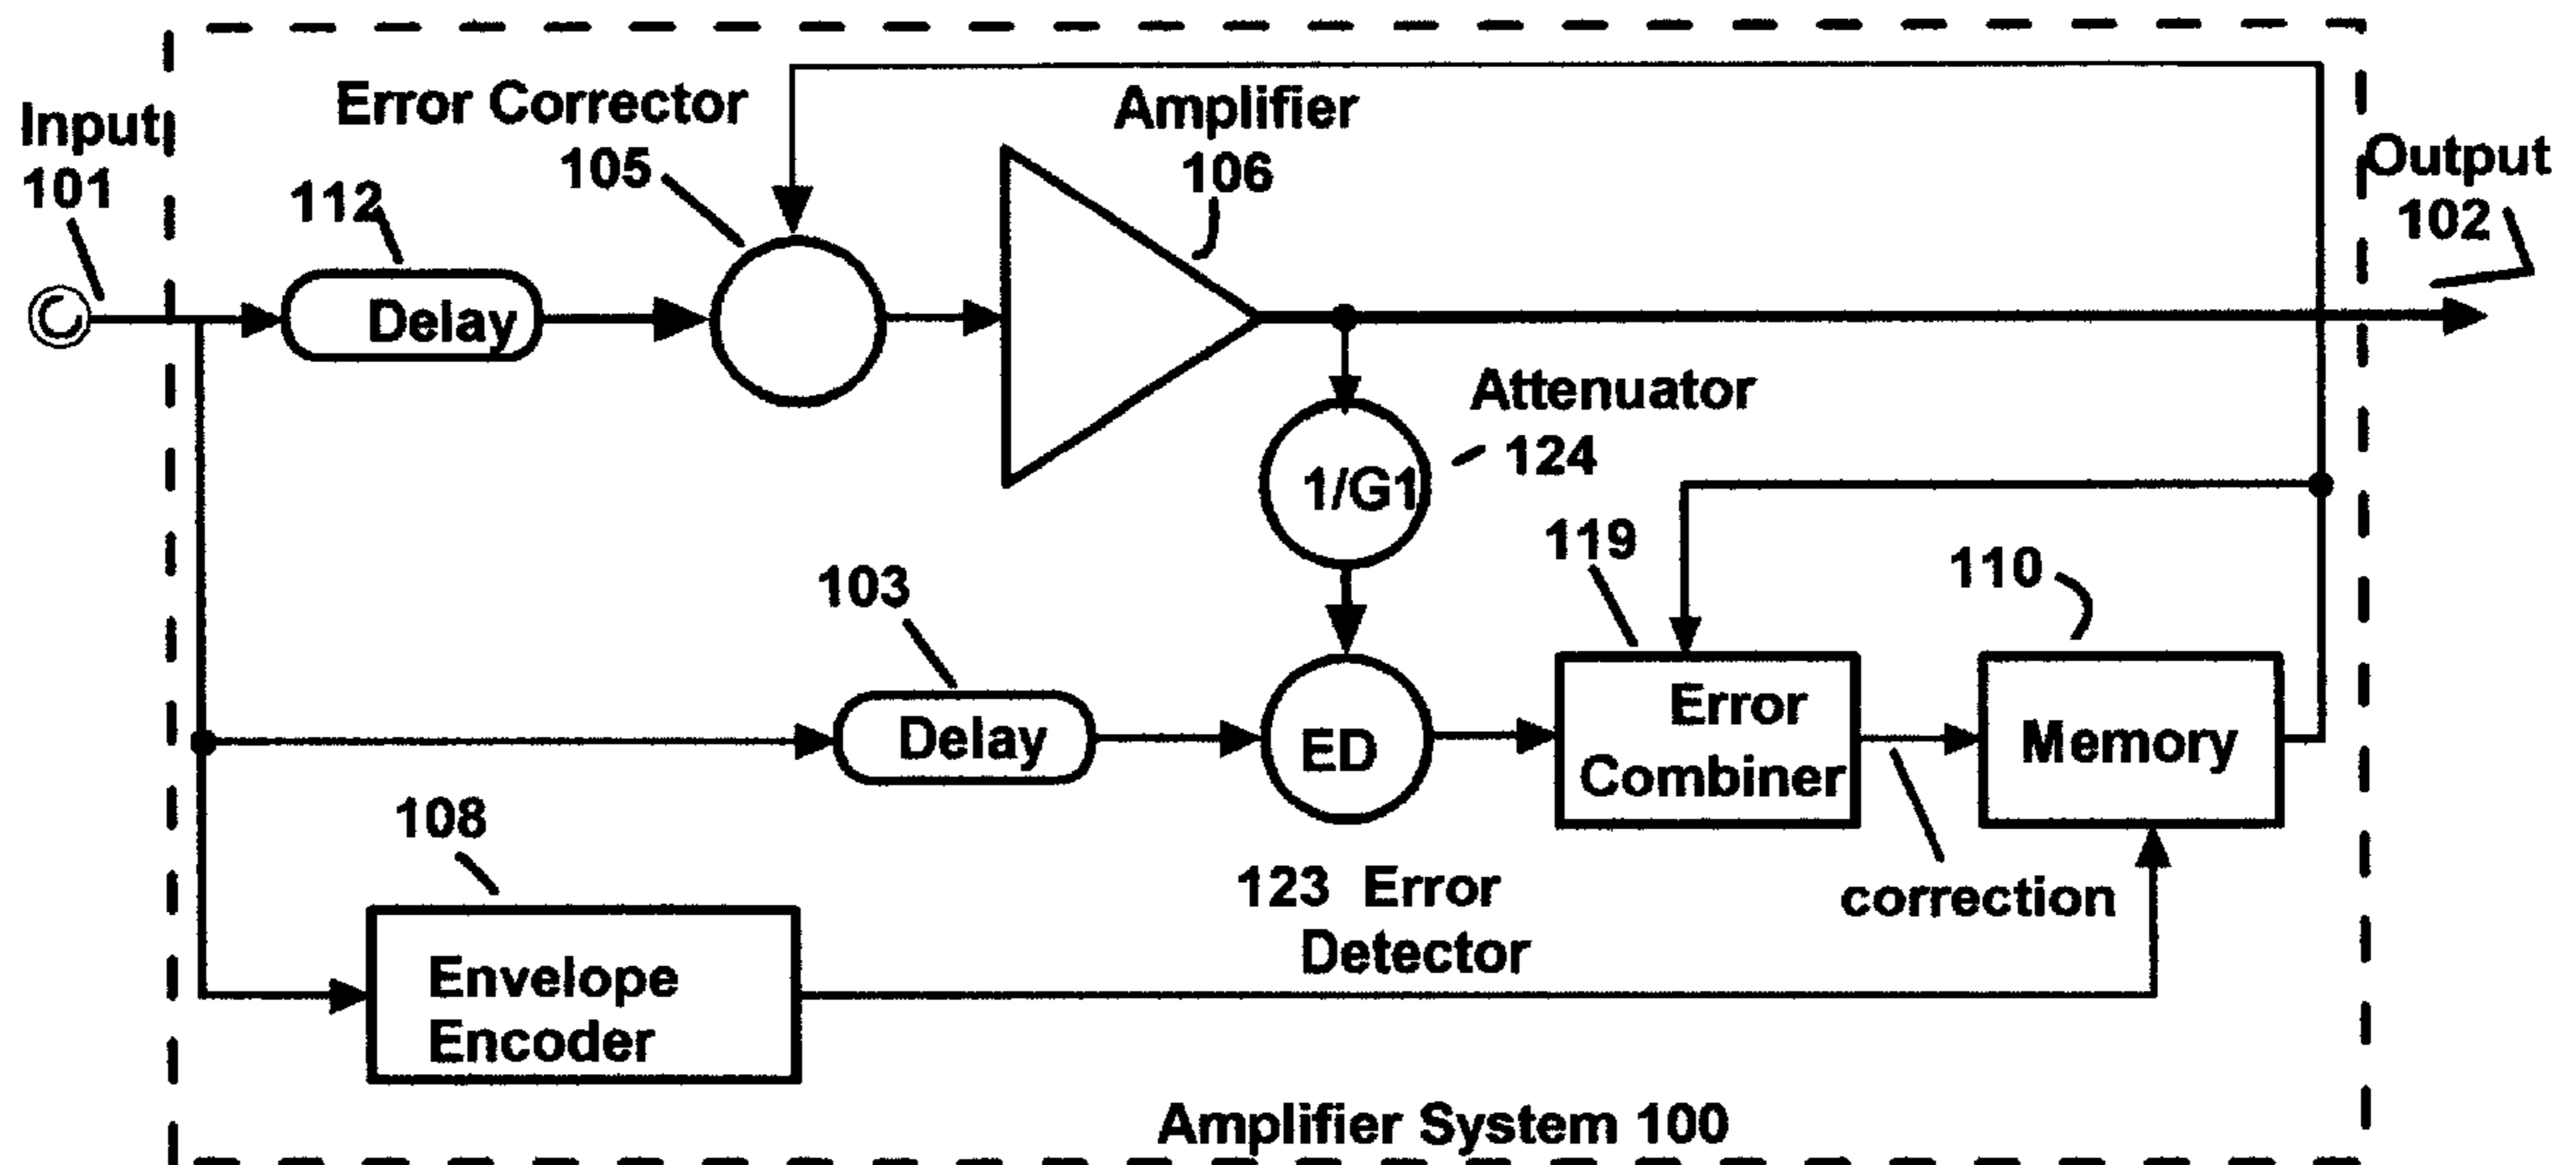 Input
101
Error Corrector
105
112
Delay
Amplifier
106
Output
102
Attenuator
124
1/G1
103
Delay
ED
123 Error
Detector
119
Error
Combiner
110
Memory
correction
108
Envelope
Encoder
Amplifier System 100